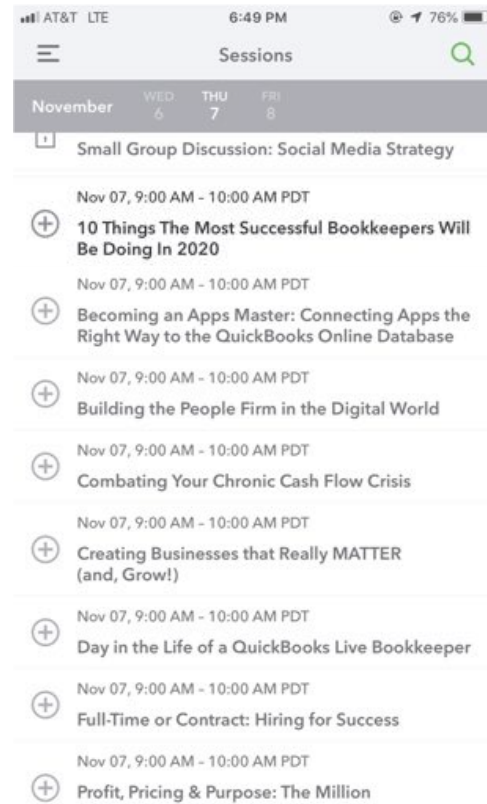 AT&T LTE 6:49 PM 76%
Sessions
November WED 6 THU 7 FRI 8
Small Group Discussion: Social Media Strategy
Nov 07, 9:00 AM - 10:00 AM PDT
10 Things The Most Successful Bookkeepers Will
Be Doing In 2020
Nov 07, 9:00 AM - 10:00 AM PDT
Becoming an Apps Master: Connecting Apps the
Right Way to the QuickBooks Online Database
Nov 07, 9:00 AM - 10:00 AM PDT
Building the People Firm in the Digital World
Nov 07, 9:00 AM - 10:00 AM PDT
Combating Your Chronic Cash Flow Crisis
Nov 07, 9:00 AM - 10:00 AM PDT
Creating Businesses that Really MATTER
(and, Grow!)
Nov 07, 9:00 AM - 10:00 AM PDT
Day in the Life of a QuickBooks Live Bookkeeper
Nov 07, 9:00 AM - 10:00 AM PDT
Full-Time or Contract: Hiring for Success
Nov 07, 9:00 AM - 10:00 AM PDT
Profit, Pricing & Purpose: The Million